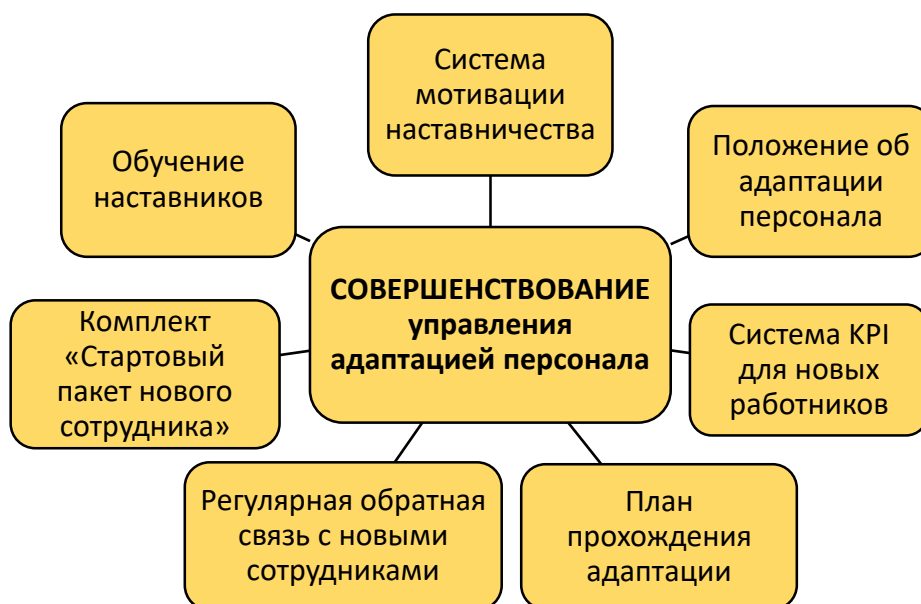 Система
мотивации
наставничества
Обучение
наставников
Положение об
адаптации
персонала
СОВЕРШЕНСТВОВАНИЕ
управления
адаптацией персонала
Комплект
«Стартовый
пакет нового
сотрудника»
Система KPI
для новых
работников
Регулярная обратная
связь с новыми
сотрудниками
План
прохождения
адаптации